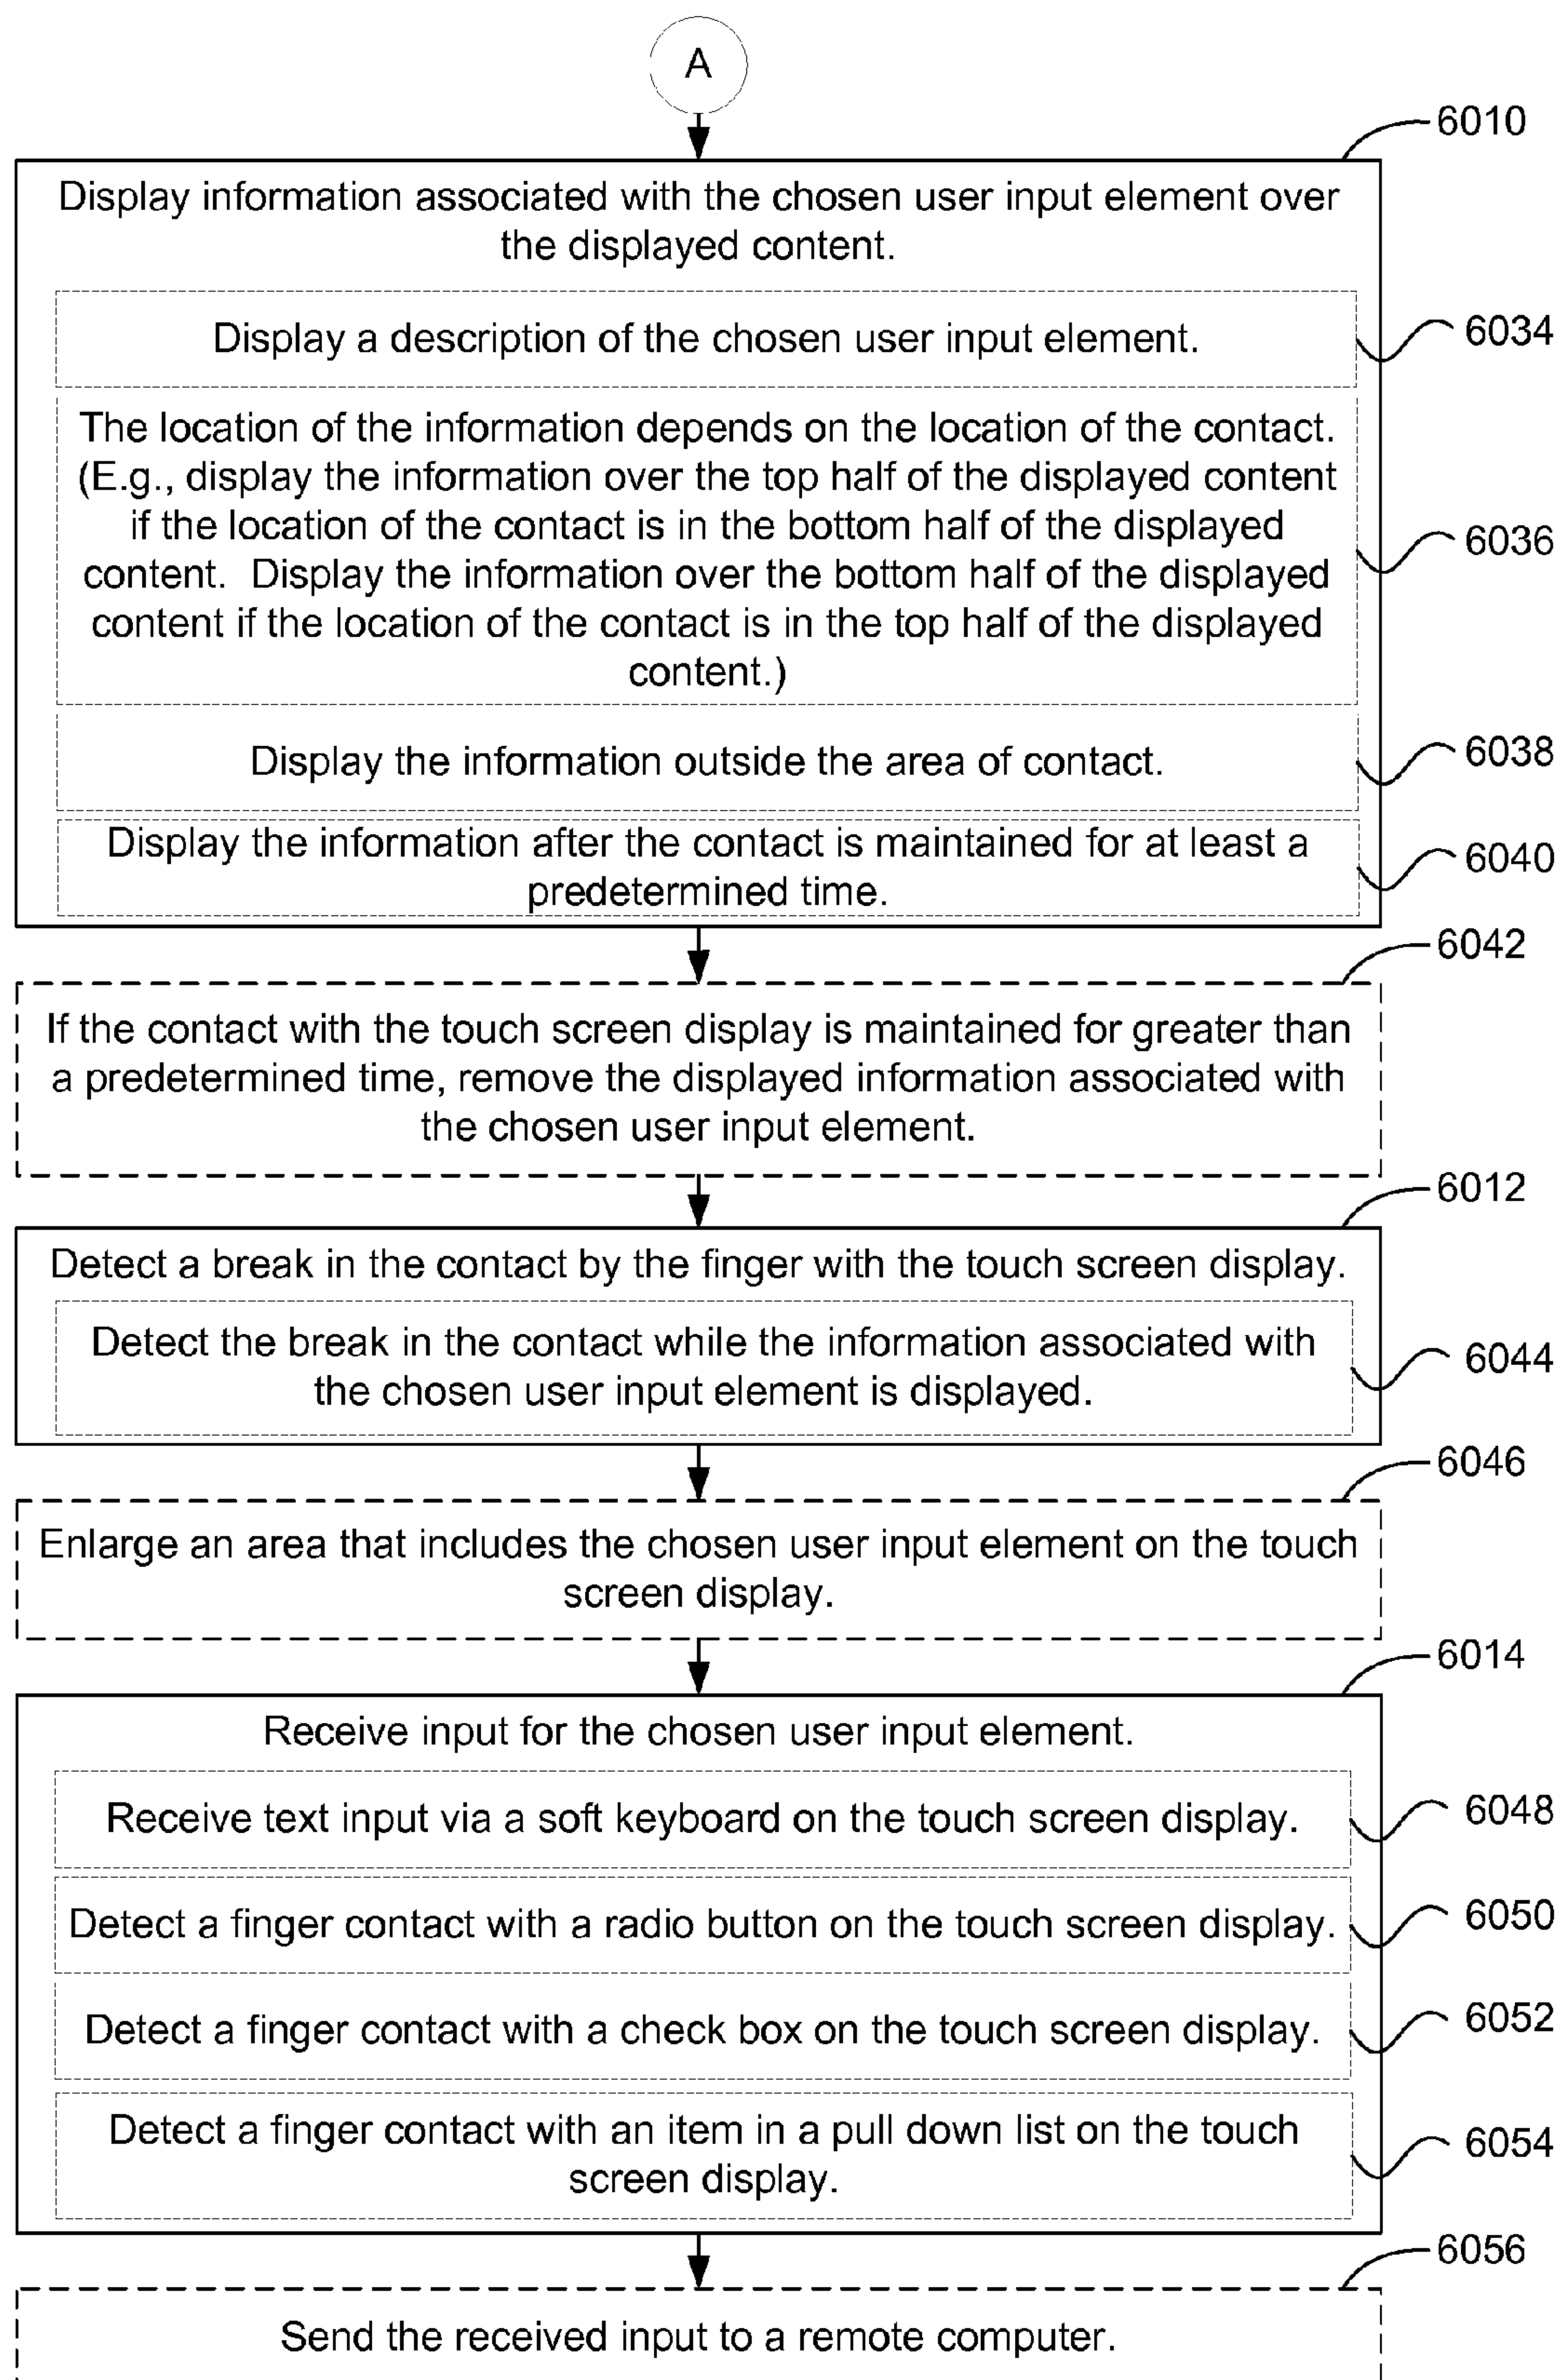 A
6010
Display information associated with the chosen user input element over
the displayed content.
Display a description of the chosen user input element.
6034
The location of the information depends on the location of the contact.
(E.g., display the information over the top half of the displayed content
if the location of the contact is in the bottom half of the displayed
content.  Display the information over the bottom half of the displayed
content if the location of the contact is in the top half of the displayed
content.)
6036
Display the information outside the area of contact.
6038
Display the information after the contact is maintained for at least a
predetermined time.
6040
6042
If the contact with the touch screen display is maintained for greater than
a predetermined time, remove the displayed information associated with
the chosen user input element.
6012
Detect a break in the contact by the finger with the touch screen display.
Detect the break in the contact while the information associated with
the chosen user input element is displayed.
6044
6046
Enlarge an area that includes the chosen user input element on the touch
screen display.
6014
Receive input for the chosen user input element.
Receive text input via a soft keyboard on the touch screen display.
6048
Detect a finger contact with a radio button on the touch screen display.
6050
Detect a finger contact with a check box on the touch screen display.
6052
Detect a finger contact with an item in a pull down list on the touch
screen display.
6054
6056
Send the received input to a remote computer.